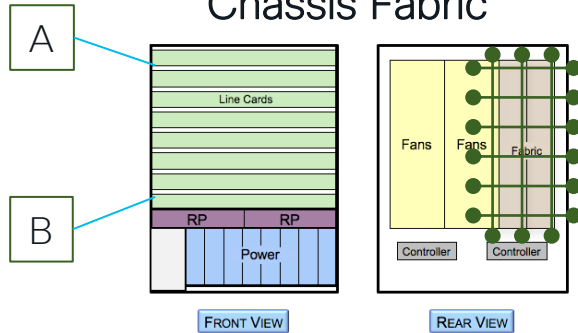 Chassis Fabric
A
Line Cards
B
RP RP
Power
FRONT VIEW
Fans Fans Fabric
Controller Controller
REAR VIEW